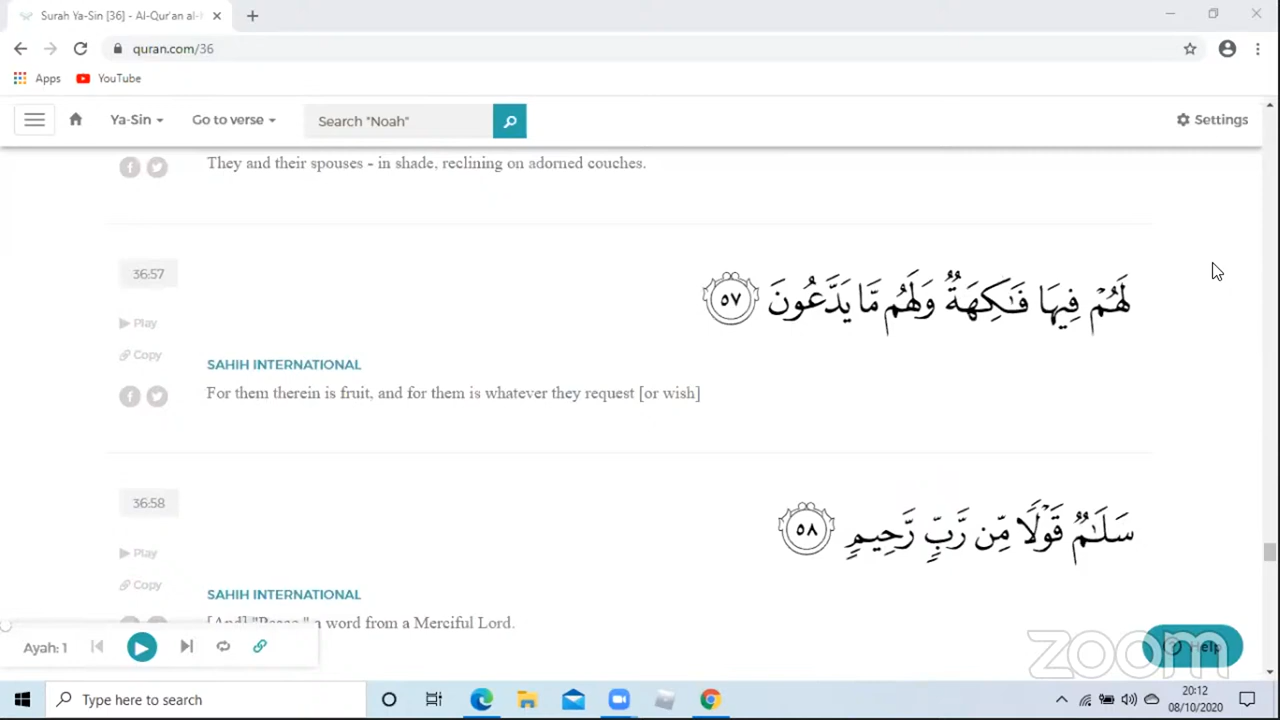 Surah Ya-Sin [36] - Al-Qur'an al-
quran.com/36
Apps YouTube
Ya-Sin Go to verse Search "Noah" Settings
They and their spouses - in shade, reclining on adorned couches.
36:57
لَهُمْ فِيهَا فَـٰكِهَةٌ وَلَهُم مَّا يَدَّعُونَ ٥٧
Play
Copy
SAHIH INTERNATIONAL
For them therein is fruit, and for them is whatever they request [or wish]
36:58
سَلَـٰمٌ قَوْلًا مِّن رَّبٍّ رَّحِيمٍ ٥٨
Play
Copy
SAHIH INTERNATIONAL
[And] "Peace," a word from a Merciful Lord.
Ayah: 1
zoom
Help
Type here to search
20:12
08/10/2020